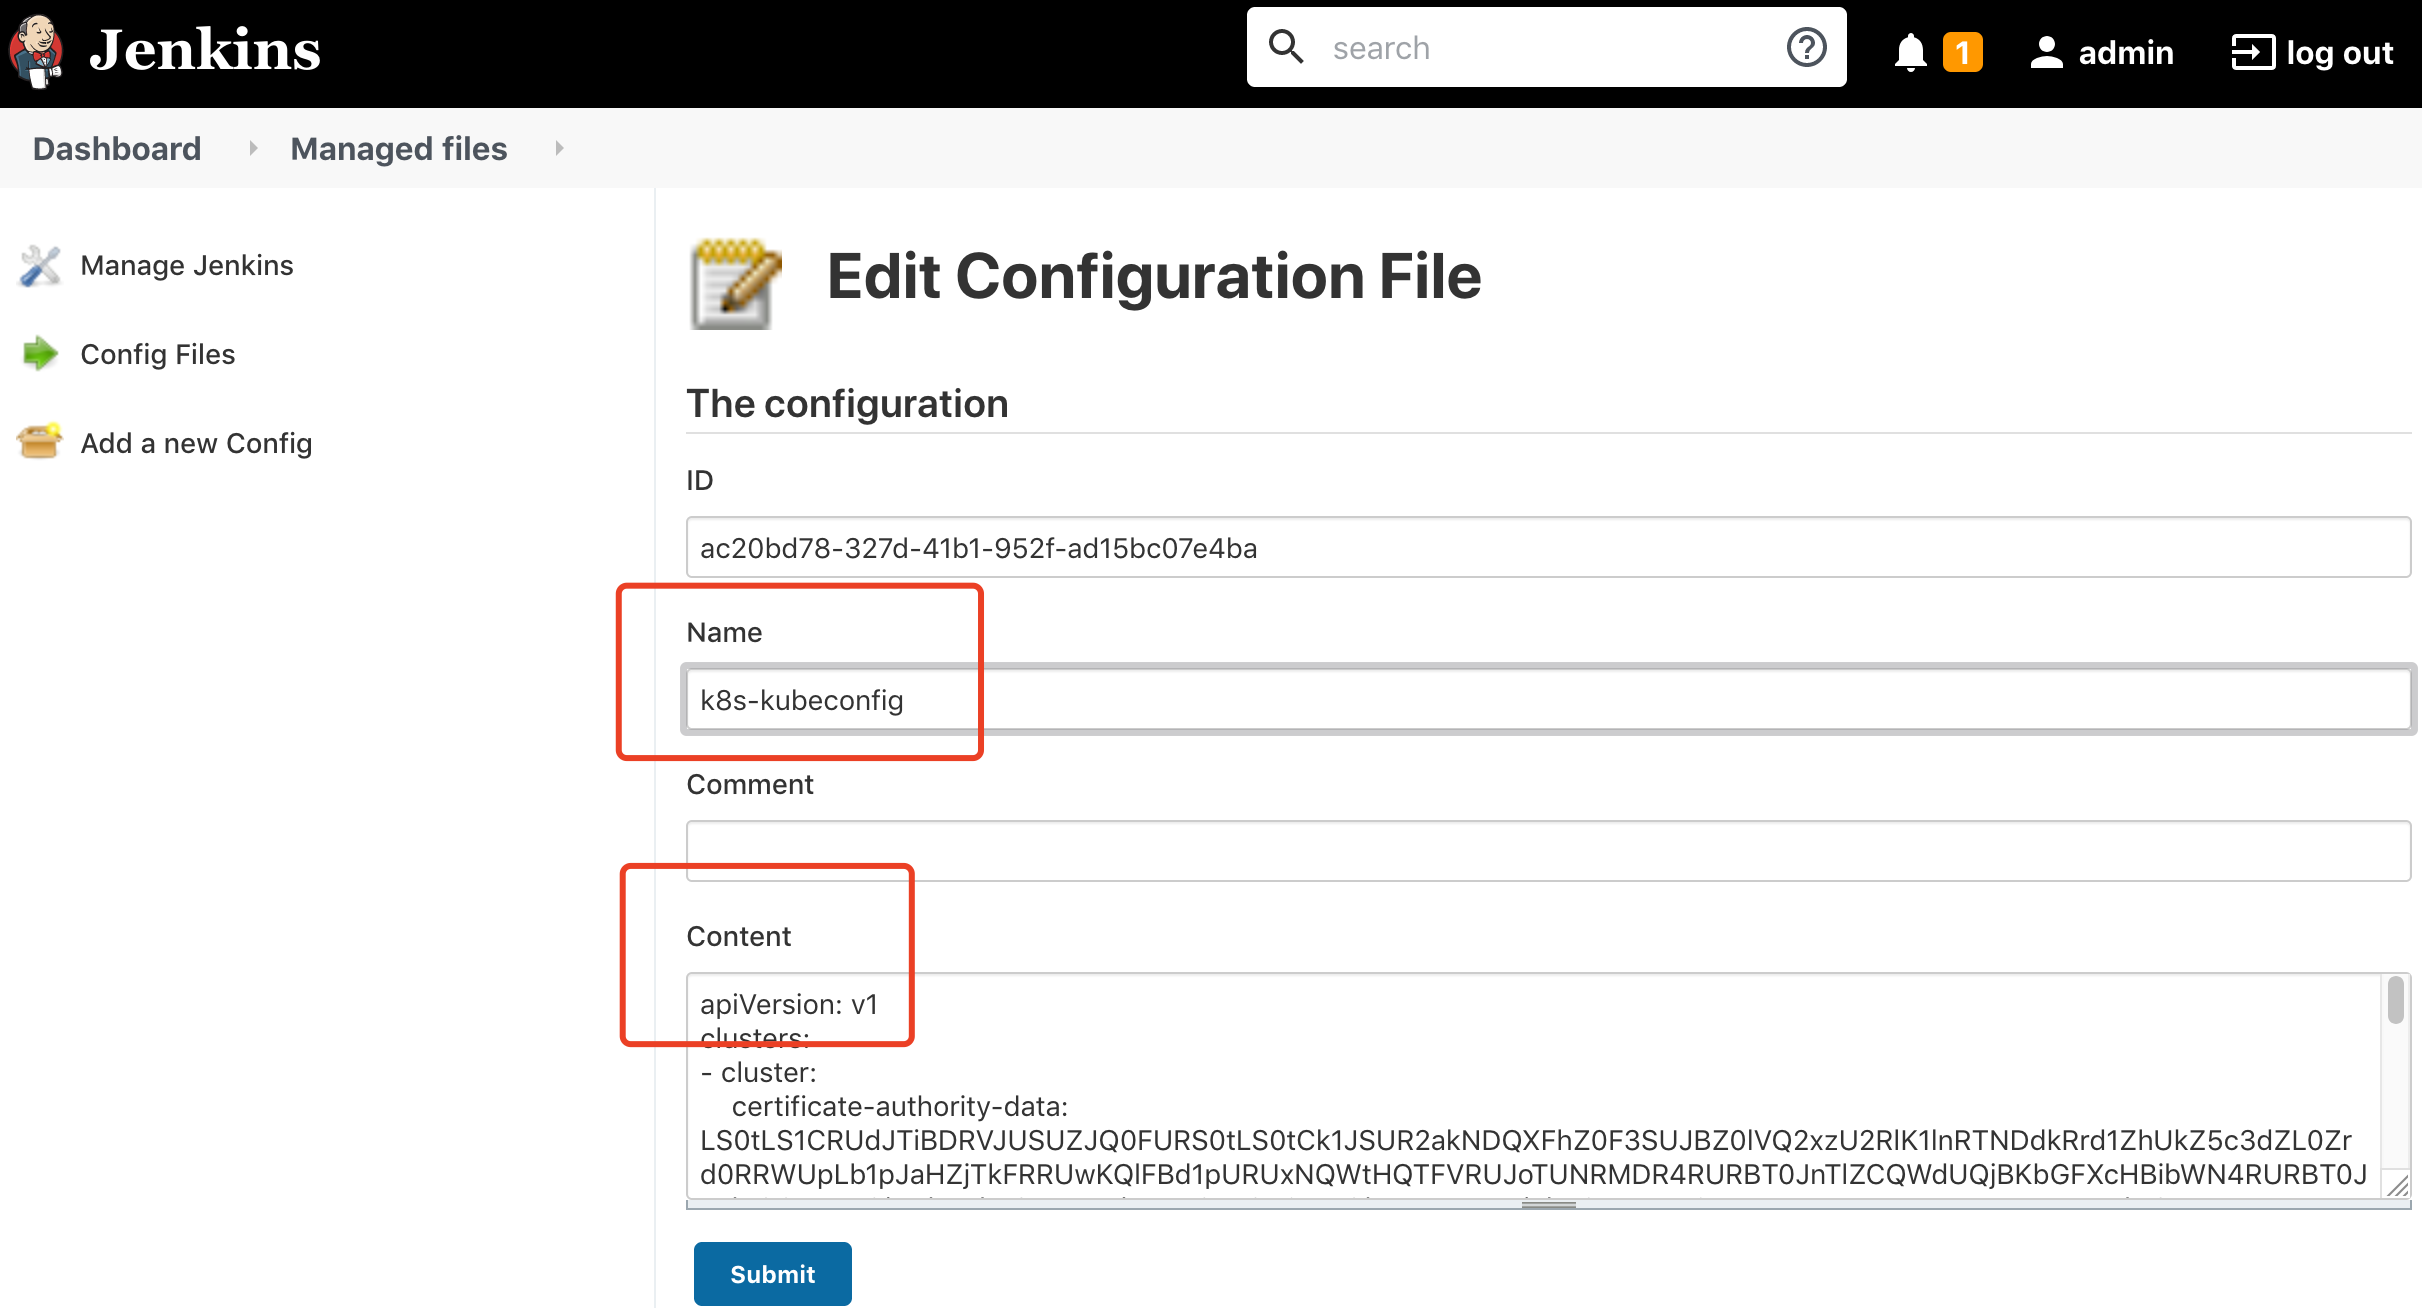 Jenkins
search
1
admin
log out
Dashboard
Managed files
Manage Jenkins
Config Files
Add a new Config
Edit Configuration File
The configuration
ID
ac20bd78-327d-41b1-952f-ad15bc07e4ba
Name
k8s-kubeconfig
Comment
Content
apiVersion: v1
clusters:
- cluster:
certificate-authority-data:
LS0tLS1CRUdJTiBDRVJUSUZJQ0FURS0tLS0tCk1JSUR2akNDQXFhZ0F3SUJBZ0lVQ2xzU2RlK1lnRTNDdkRrd1ZhUkZ5c3dZL0Zr
d0RRWUpLb1pJaHZjTkFRRUwKQlFBd1pURUxNQWtHQTFVRUJoTUNRMDR4RURBT0JnTlZCQWdUQjBKbGFXcHBibWN4RURBT0J
Submit